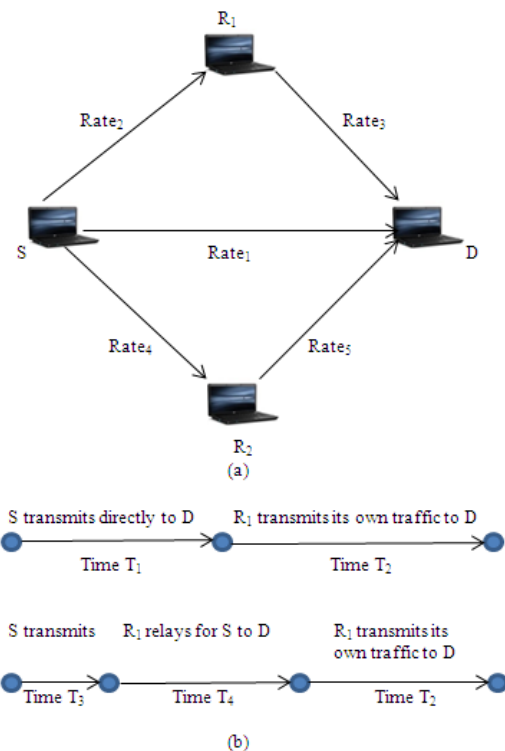 R₁
Rate₂
Rate₃
S
Rate₁
D
Rate₄
Rate₅
R₂
(a)
S transmits directly to D
R₁ transmits its own traffic to D
Time T₁
Time T₂
S transmits
R₁ relays for S to D
R₁ transmits its
own traffic to D
Time T₃
Time T₄
Time T₂
(b)